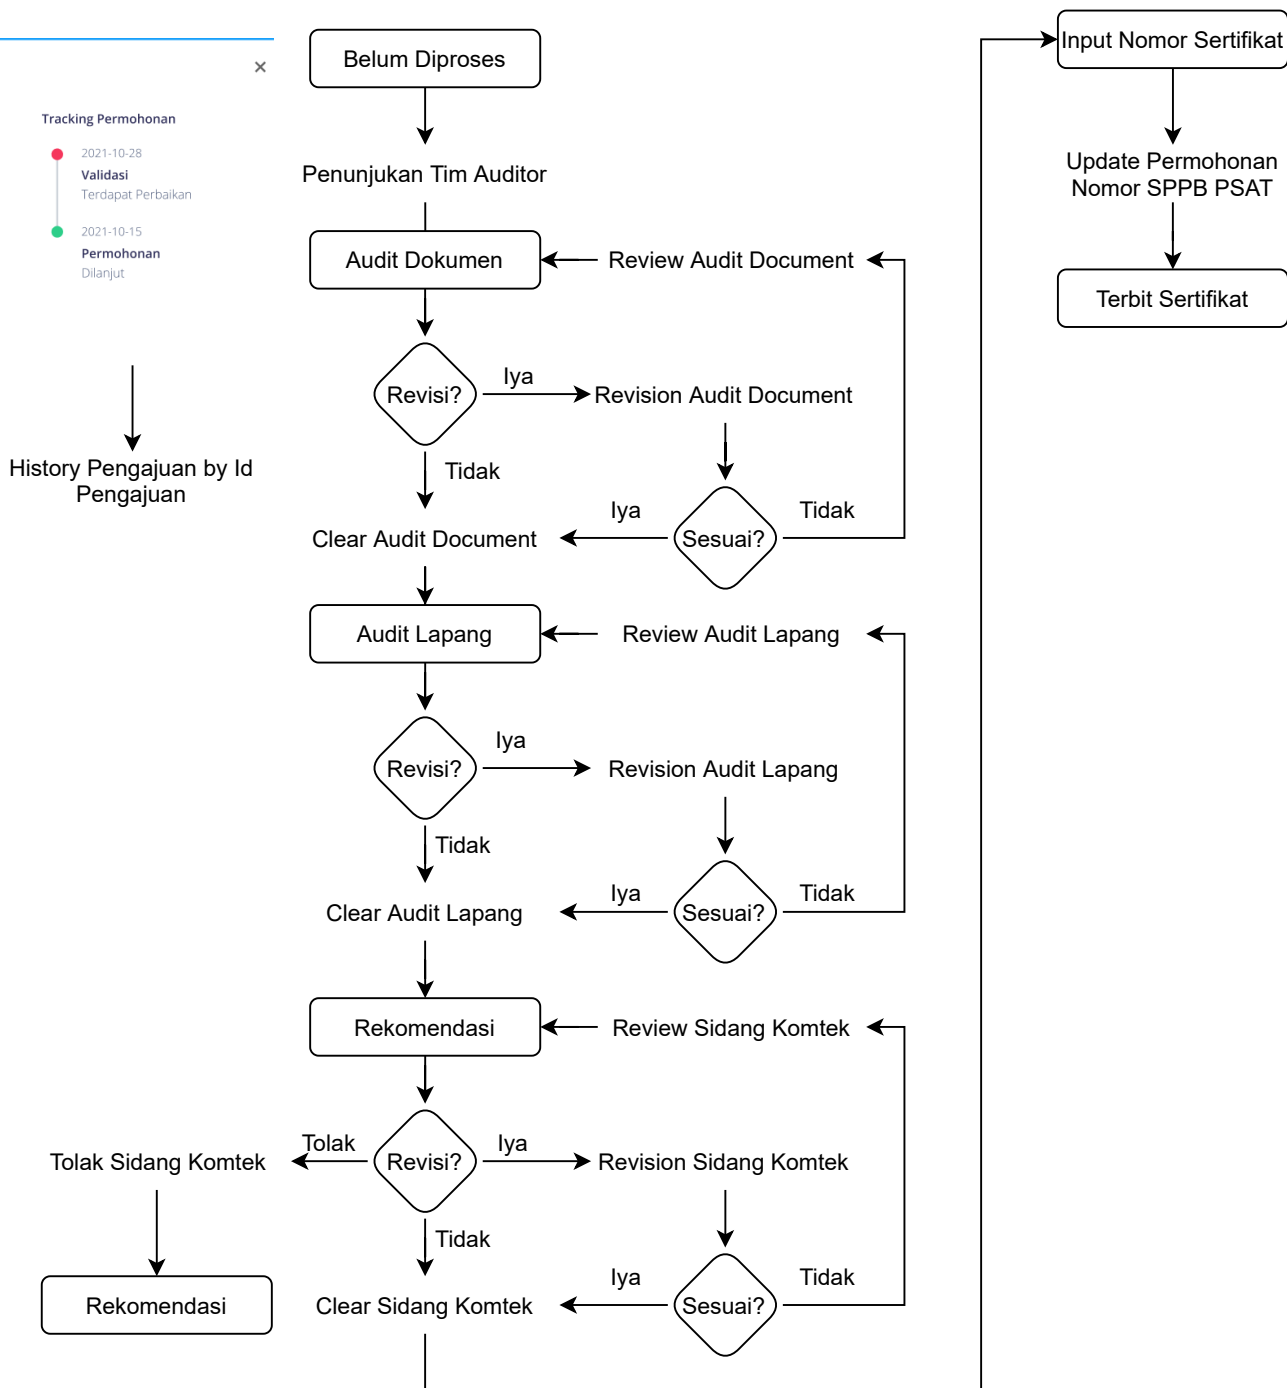 Tracking Permohonan
2021-10-28
Validasi
Terdapat Perbaikan
2021-10-15
Permohonan
Dilanjut
History Pengajuan by Id
Pengajuan
Belum Diproses
Penunjukan Tim Auditor
Audit Dokumen
Review Audit Document
Revisi?
Iya
Revision Audit Document
Tidak
Clear Audit Document
Iya
Sesuai?
Tidak
Audit Lapang
Review Audit Lapang
Revisi?
Iya
Revision Audit Lapang
Tidak
Clear Audit Lapang
Iya
Sesuai?
Tidak
Rekomendasi
Review Sidang Komtek
Tolak Sidang Komtek
Tolak
Revisi?
Iya
Revision Sidang Komtek
Tidak
Rekomendasi
Clear Sidang Komtek
Iya
Sesuai?
Tidak
Input Nomor Sertifikat
Update Permohonan
Nomor SPPB PSAT
Terbit Sertifikat